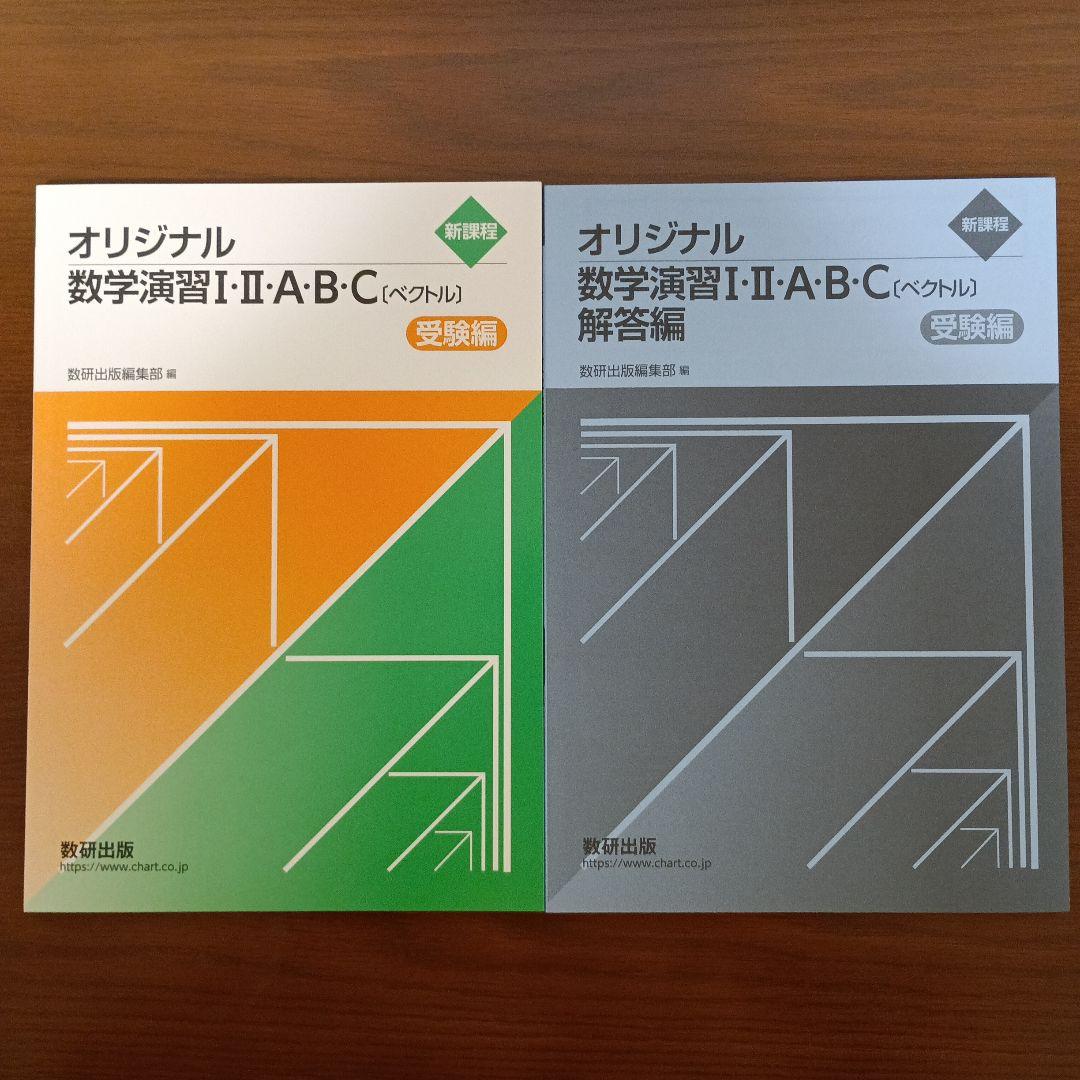 新課程
オリジナル
数学演習Ⅰ・Ⅱ・A・B・C〔ベクトル〕
受験編
数研出版編集部 編
数研出版
https://www.chart.co.jp
新課程
オリジナル
数学演習Ⅰ・Ⅱ・A・B・C〔ベクトル〕
解答編
受験編
数研出版編集部 編
数研出版
https://www.chart.co.jp